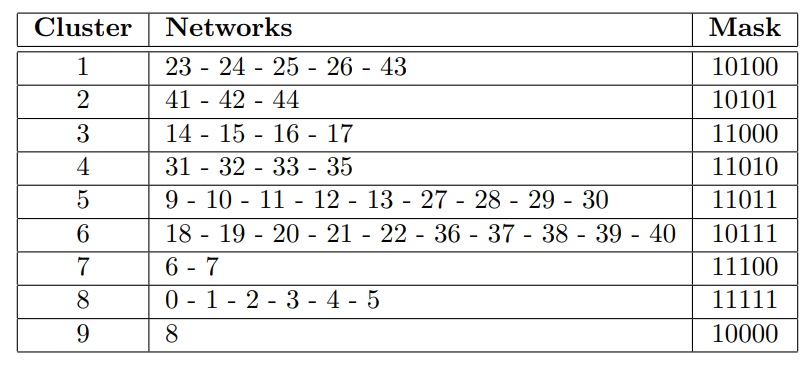 Cluster Networks Mask
1 23 - 24 - 25 - 26 - 43 10100
2 41 - 42 - 44 10101
3 14 - 15 - 16 - 17 11000
4 31 - 32 - 33 - 35 11010
5 9 - 10 - 11 - 12 - 13 - 27 - 28 - 29 - 30 11011
6 18 - 19 - 20 - 21 - 22 - 36 - 37 - 38 - 39 - 40 10111
7 6 - 7 11100
8 0 - 1 - 2 - 3 - 4 - 5 11111
9 8 10000